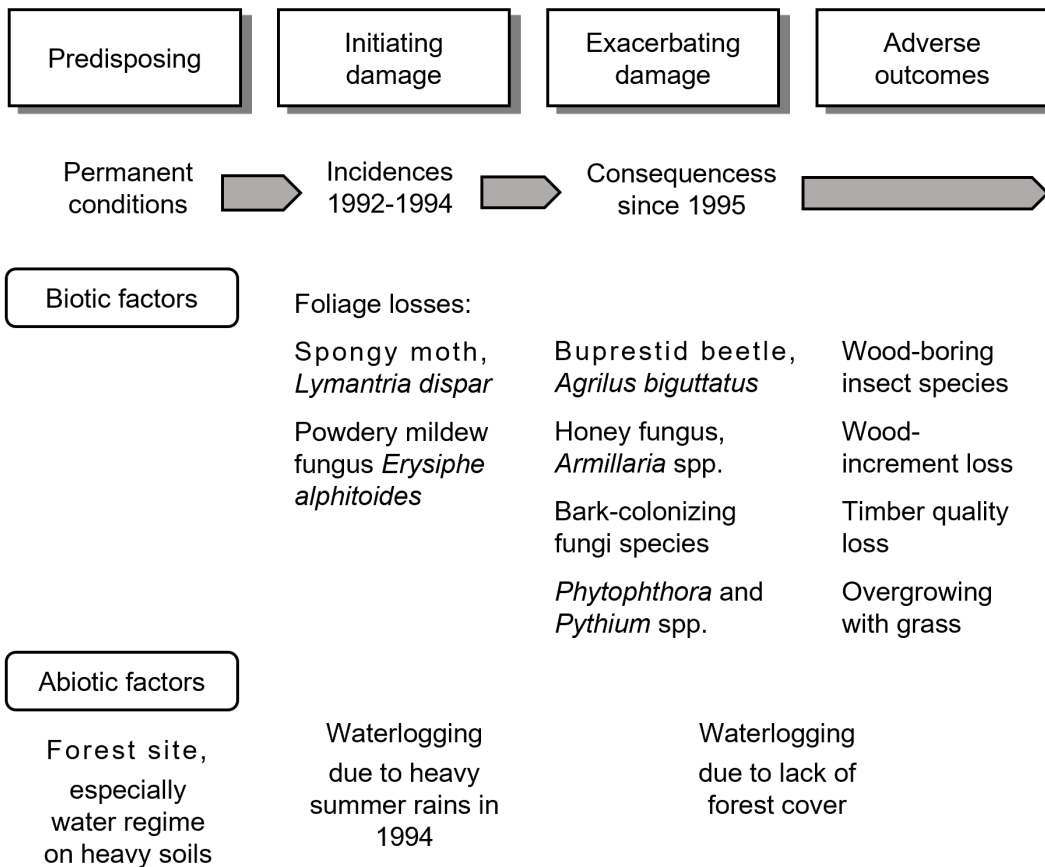 Predisposing
Initiating
damage
Exacerbating
damage
Adverse
outcomes
Permanent
conditions
Incidences
1992-1994
Consequencess
since 1995
Biotic factors
Foliage losses:
Spongy moth,
Lymantria dispar
Powdery mildew
fungus Erysiphe
alphitoides
Buprestid beetle,
Agrilus biguttatus
Honey fungus,
Armillaria spp.
Bark-colonizing
fungi species
Phytophthora and
Pythium spp.
Wood-boring
insect species
Wood-
increment loss
Timber quality
loss
Overgrowing
with grass
Abiotic factors
Forest site,
especially
water regime
on heavy soils
Waterlogging
due to heavy
summer rains in
1994
Waterlogging
due to lack of
forest cover